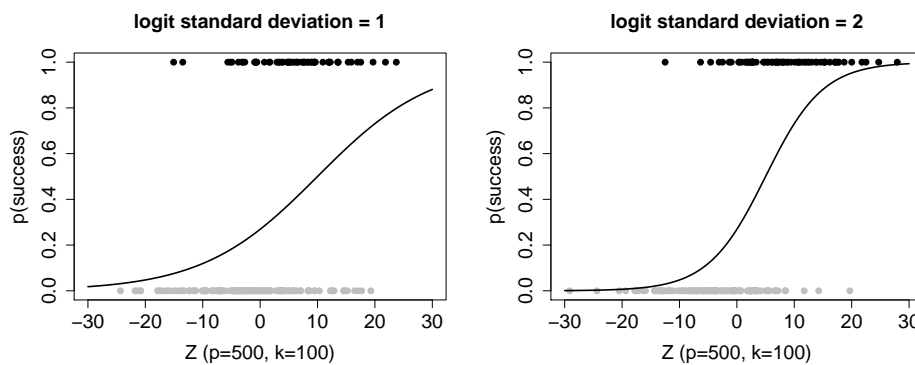 logit standard deviation = 1
p(success)
1.0
0.8
0.6
0.4
0.2
0.0
−30 −20 −10 0 10 20 30
Z (p=500, k=100)
logit standard deviation = 2
p(success)
1.0
0.8
0.6
0.4
0.2
0.0
−30 −20 −10 0 10 20 30
Z (p=500, k=100)